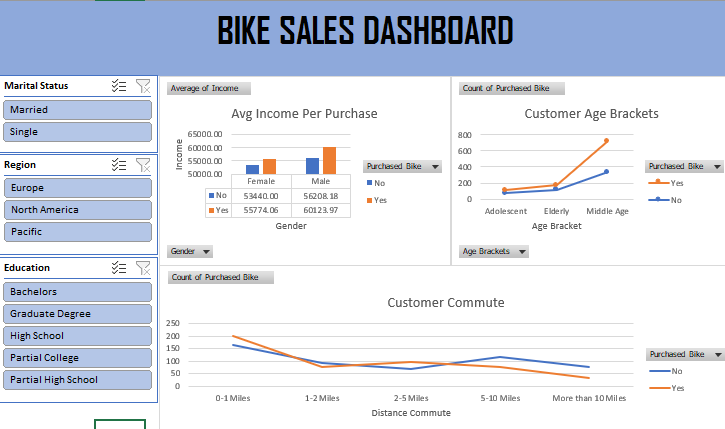 BIKE SALES DASHBOARD
Marital Status
Married
Single
Region
Europe
North America
Pacific
Education
Bachelors
Graduate Degree
High School
Partial College
Partial High School
Average of Income
Avg Income Per Purchase
65000.00
60000.00
55000.00
50000.00
Income
Female Male
No 53440.00 56208.18
Yes 55774.06 60123.97
Gender
Purchased Bike
No
Yes
Gender
Count of Purchased Bike
Customer Age Brackets
800
600
400
200
0
Adolescent Elderly Middle Age
Age Bracket
Purchased Bike
Yes
No
Age Brackets
Count of Purchased Bike
Customer Commute
250
200
150
100
50
0
0-1 Miles 1-2 Miles 2-5 Miles 5-10 Miles More than 10 Miles
Distance Commute
Purchased Bike
No
Yes